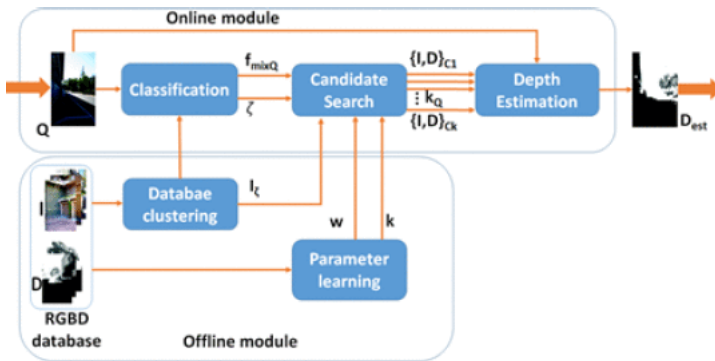 Online module
Q
Classification
f_mixQ
ζ
Candidate
Search
{I,D}_C1
⋮ k_Q
{I,D}_Ck
Depth
Estimation
D_est
I
Databae
clustering
I_ζ
w
k
D
Parameter
learning
RGBD
database
Offline module